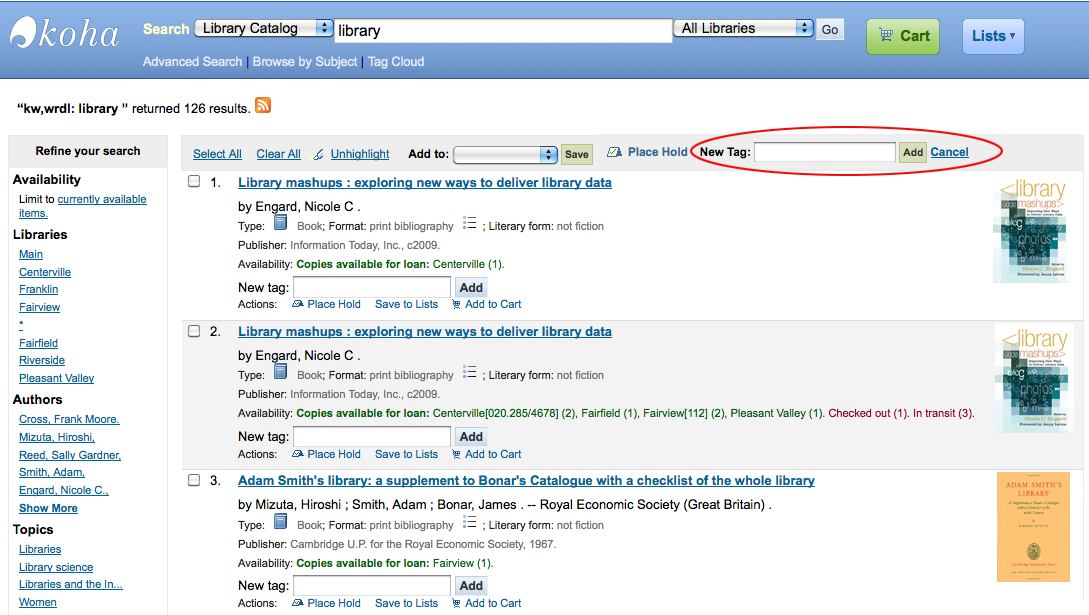 koha
Search Library Catalog library All Libraries Go Cart Lists
Advanced Search | Browse by Subject | Tag Cloud
“kw,wrdl: library ” returned 126 results.
Refine your search
Availability
Limit to currently available
items.
Libraries
Main
Centerville
Franklin
Fairview
*
Fairfield
Riverside
Pleasant Valley
Authors
Cross, Frank Moore.
Mizuta, Hiroshi,
Reed, Sally Gardner,
Smith, Adam,
Engard, Nicole C.,
Show More
Topics
Libraries
Library science
Libraries and the In...
Women
Select All Clear All Unhighlight Add to: Save Place Hold New Tag: Add Cancel
1. Library mashups : exploring new ways to deliver library data
by Engard, Nicole C .
Type: Book; Format: print bibliography ; Literary form: not fiction
Publisher: Information Today, Inc., c2009.
Availability: Copies available for loan: Centerville (1).
New tag: Add
Actions: Place Hold Save to Lists Add to Cart
<library
mashups>
2. Library mashups : exploring new ways to deliver library data
by Engard, Nicole C .
Type: Book; Format: print bibliography ; Literary form: not fiction
Publisher: Information Today, Inc., c2009.
Availability: Copies available for loan: Centerville[020.285/4678] (2), Fairfield (1), Fairview[112] (2), Pleasant Valley (1). Checked out (1). In transit (3).
New tag: Add
Actions: Place Hold Save to Lists Add to Cart
<library
mashups>
3. Adam Smith's library: a supplement to Bonar's Catalogue with a checklist of the whole library
by Mizuta, Hiroshi ; Smith, Adam ; Bonar, James . -- Royal Economic Society (Great Britain) .
Type: Book; Format: print bibliography ; Literary form: not fiction
Publisher: Cambridge U.P. for the Royal Economic Society, 1967.
Availability: Copies available for loan: Fairview (1).
New tag: Add
Actions: Place Hold Save to Lists Add to Cart
ADAM SMITH'S
LIBRARY